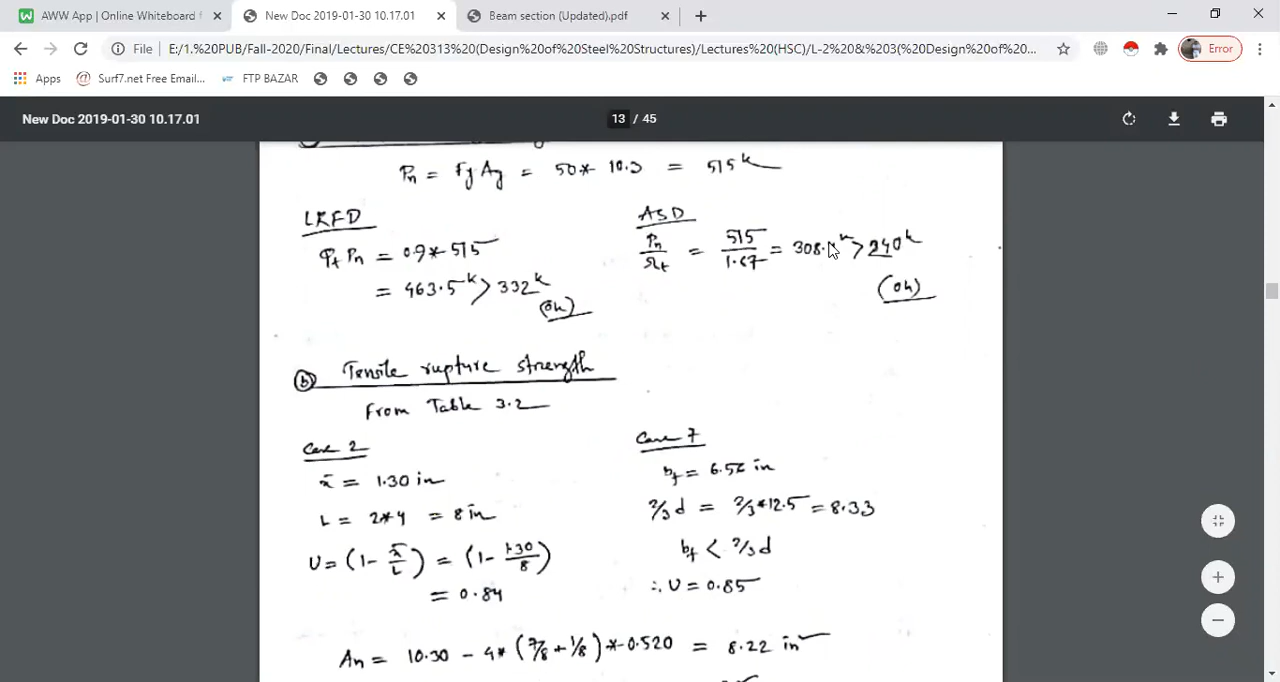 AWW App | Online Whiteboard f
New Doc 2019-01-30 10.17.01
Beam section (Updated).pdf
File
E:/1.%20PUB/Fall-2020/Final/Lectures/CE%20313%20(Design%20of%20Steel%20Structures)/Lectures%20(HSC)/L-2%20&%203(%20Design%20of%20...
Error
Apps
Surf7.net Free Email...
FTP BAZAR
New Doc 2019-01-30 10.17.01
13 / 45
Pn = Fy Ag = 50* 10.3 = 515k
LRFD
ϕt Pn = 0.9*515
= 463.5k > 332k
(ok)
ASD
Pn/Ωt = 515/1.67 = 308. k > 240k
(ok)
(b) Tensile rupture strength
From Table 3.2
Case 2
x̄ = 1.30 in
L = 2*4 = 8 in
U = (1- x̄/L) = (1- 1.30/8)
= 0.84
Case 7
bf = 6.56 in
2/3 d = 2/3*12.5 = 8.33
bf < 2/3 d
∴ U = 0.85
An = 10.30 - 4* (7/8+1/8)*0.520 = 8.22 in